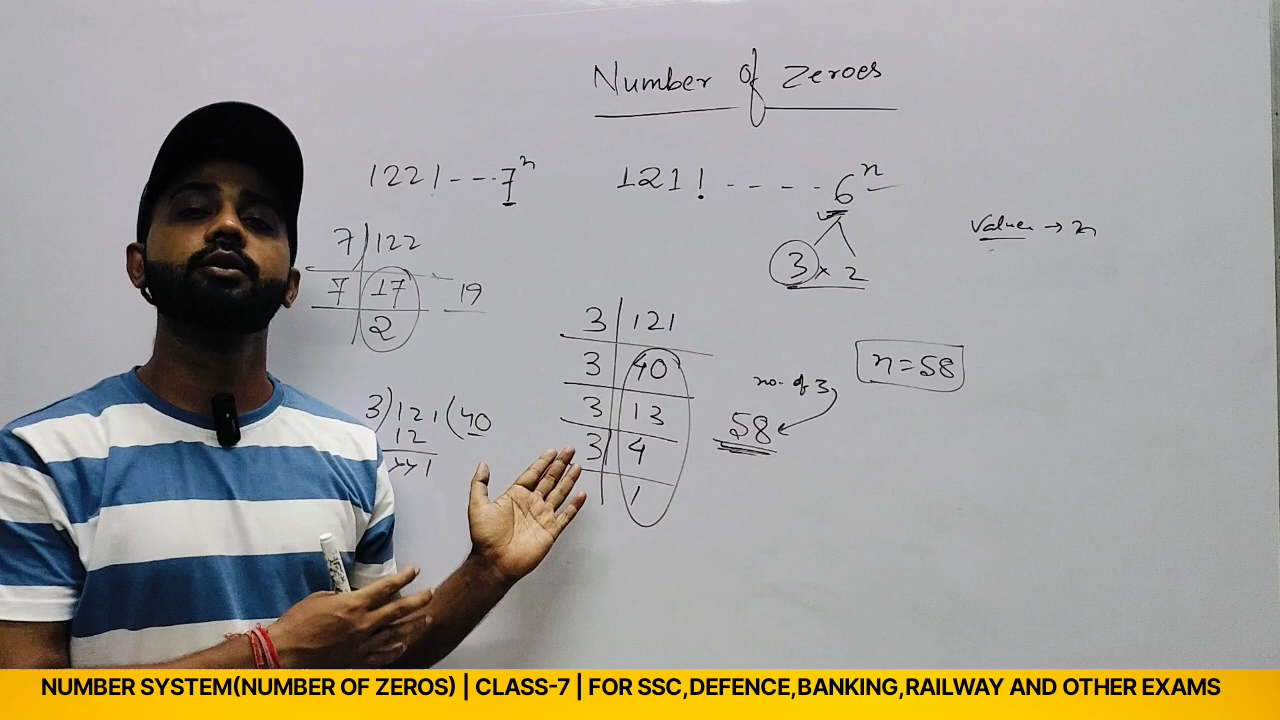 Number of Zeroes
1221 --- 7ⁿ
7 | 122
7 | 17
2
19
3)121(40
12
××1
121! ----- 6ⁿ
3 × 2
3 | 121
3 | 40
3 | 13
3 | 4
1
no. of 3
58
Value → n
n=58
NUMBER SYSTEM(NUMBER OF ZEROS) | CLASS-7 | FOR SSC,DEFENCE,BANKING,RAILWAY AND OTHER EXAMS